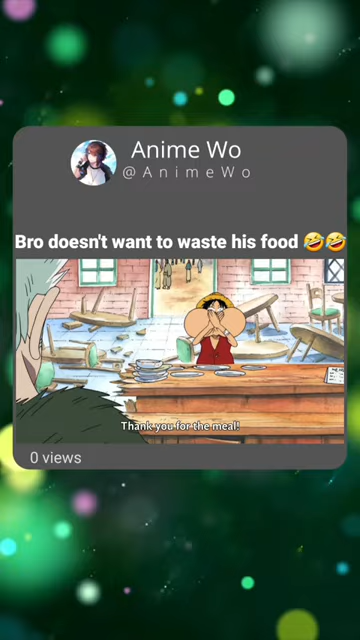 Anime Wo
@AnimeWo
Bro doesn't want to waste his food 🤣🤣
Thank you for the meal!
0 views